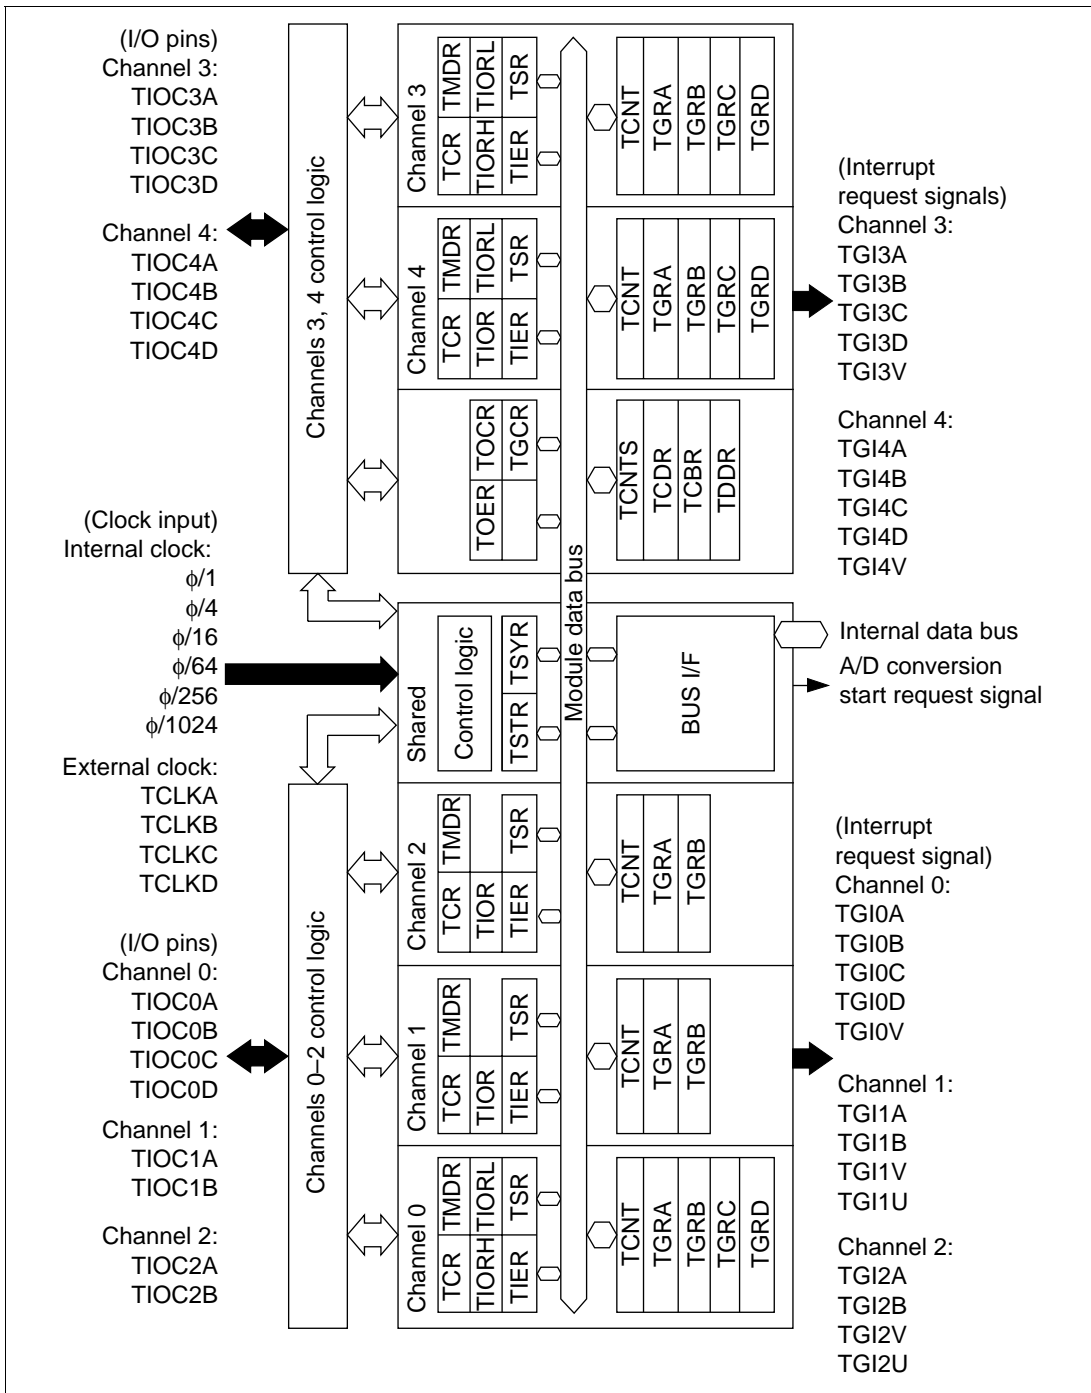 (I/O pins)
Channel 3:
TIOC3A
TIOC3B
TIOC3C
TIOC3D
Channel 4:
TIOC4A
TIOC4B
TIOC4C
TIOC4D
(Clock input)
Internal clock:
ϕ/1
ϕ/4
ϕ/16
ϕ/64
ϕ/256
ϕ/1024
External clock:
TCLKA
TCLKB
TCLKC
TCLKD
(I/O pins)
Channel 0:
TIOC0A
TIOC0B
TIOC0C
TIOC0D
Channel 1:
TIOC1A
TIOC1B
Channel 2:
TIOC2A
TIOC2B
Channels 3, 4 control logic
Channels 0–2 control logic
Channel 3
TCR
TMDR
TIORH
TIORL
TIER
TSR
TCNT
TGRA
TGRB
TGRC
TGRD
Channel 4
TCR
TMDR
TIOR
TIORL
TIER
TSR
TCNT
TGRA
TGRB
TGRC
TGRD
TOER
TOCR
TGCR
TCNTS
TCDR
TCBR
TDDR
Module data bus
Shared
Control logic
TSTR
TSYR
BUS I/F
Channel 2
TCR
TMDR
TIOR
TIER
TSR
TCNT
TGRA
TGRB
Channel 1
TCR
TMDR
TIOR
TIER
TSR
TCNT
TGRA
TGRB
Channel 0
TCR
TMDR
TIORH
TIORL
TIER
TSR
TCNT
TGRA
TGRB
TGRC
TGRD
(Interrupt
request signals)
Channel 3:
TGI3A
TGI3B
TGI3C
TGI3D
TGI3V
Channel 4:
TGI4A
TGI4B
TGI4C
TGI4D
TGI4V
Internal data bus
A/D conversion
start request signal
(Interrupt
request signal)
Channel 0:
TGI0A
TGI0B
TGI0C
TGI0D
TGI0V
Channel 1:
TGI1A
TGI1B
TGI1V
TGI1U
Channel 2:
TGI2A
TGI2B
TGI2V
TGI2U